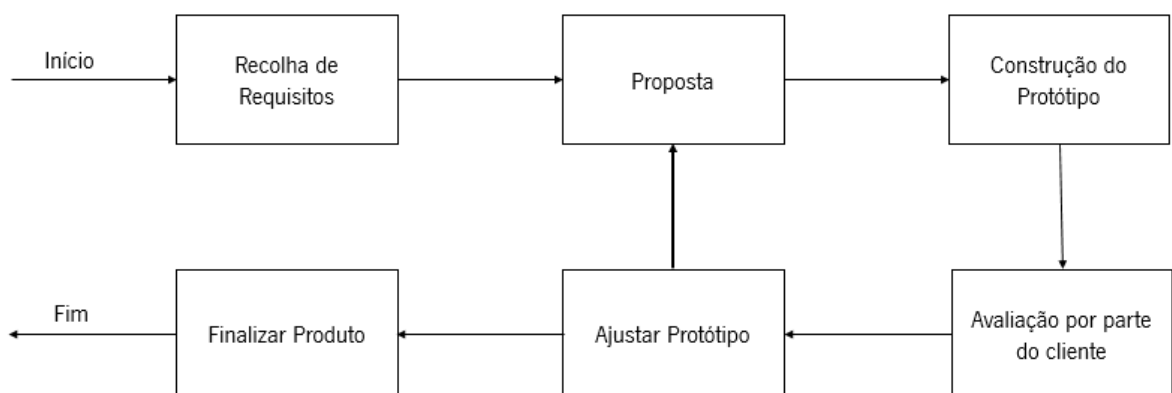 Início
Recolha de
Requisitos
Proposta
Construção do
Protótipo
Fim
Finalizar Produto
Ajustar Protótipo
Avaliação por parte
do cliente